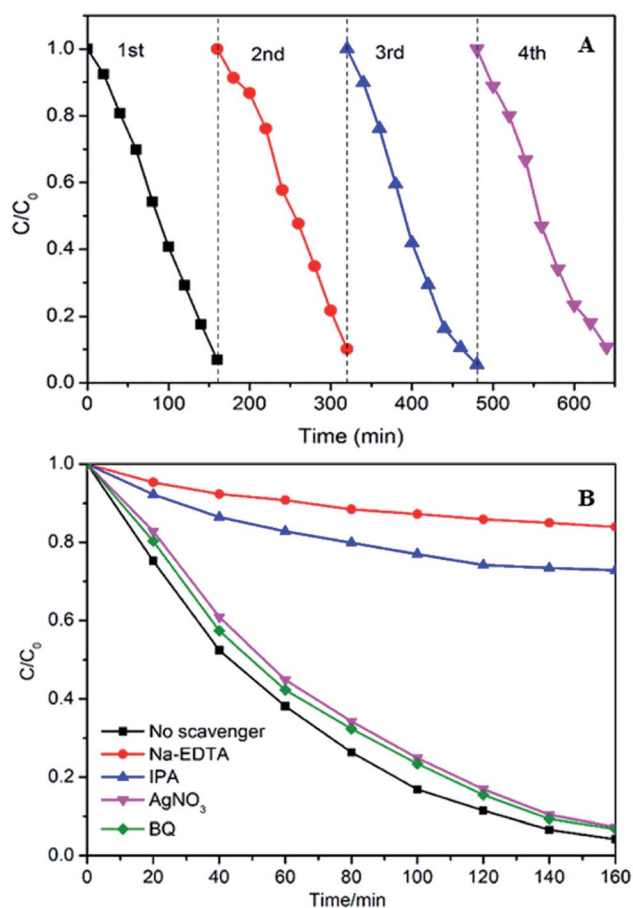 1st 2nd 3rd 4th A
1.0
0.8
0.6
0.4
0.2
0.0
C/C0
0 100 200 300 400 500 600
Time (min)
B
1.0
0.8
0.6
0.4
0.2
0.0
C/C0
No scavenger
Na-EDTA
IPA
AgNO3
BQ
0 20 40 60 80 100 120 140 160
Time/min